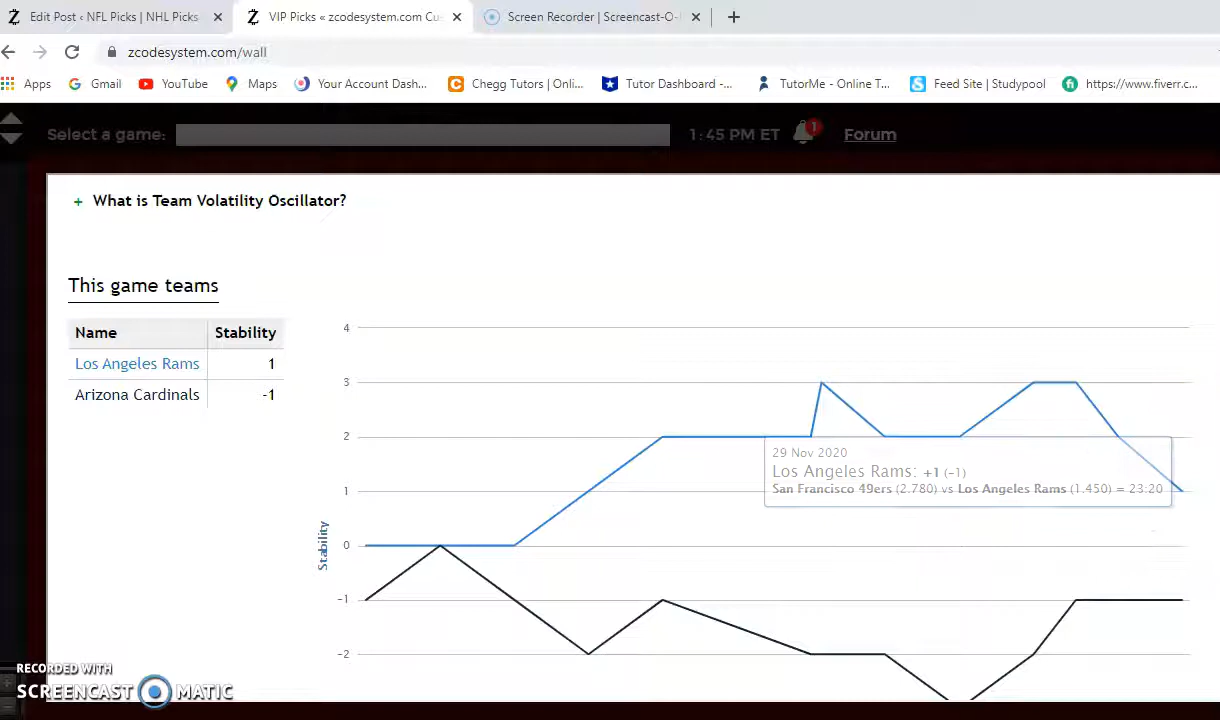 Edit Post ‹ NFL Picks | NHL Picks
VIP Picks « zcodesystem.com Cu
Screen Recorder | Screencast-O-
zcodesystem.com/wall
Apps
Gmail
YouTube
Maps
Your Account Dash...
Chegg Tutors | Onli...
Tutor Dashboard -...
TutorMe - Online T...
Feed Site | Studypool
https://www.fiverr.c...
Select a game:
1:45 PM ET
1
Forum
+ What is Team Volatility Oscillator?
This game teams
Name Stability
Los Angeles Rams 1
Arizona Cardinals -1
4
3
2
1
0
-1
-2
Stability
29 Nov 2020
Los Angeles Rams: +1 (-1)
San Francisco 49ers (2.780) vs Los Angeles Rams (1.450) = 23:20
RECORDED WITH
SCREENCAST MATIC